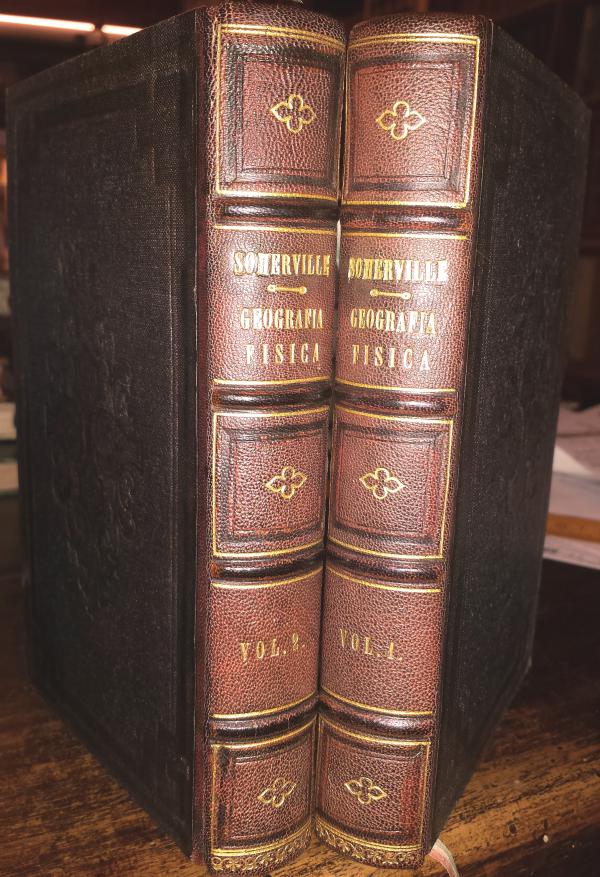 SOMERVILLE
GEOGRAFIA
FISICA
VOL. 2.
SOMERVILLE
GEOGRAFIA
FISICA
VOL. 1.